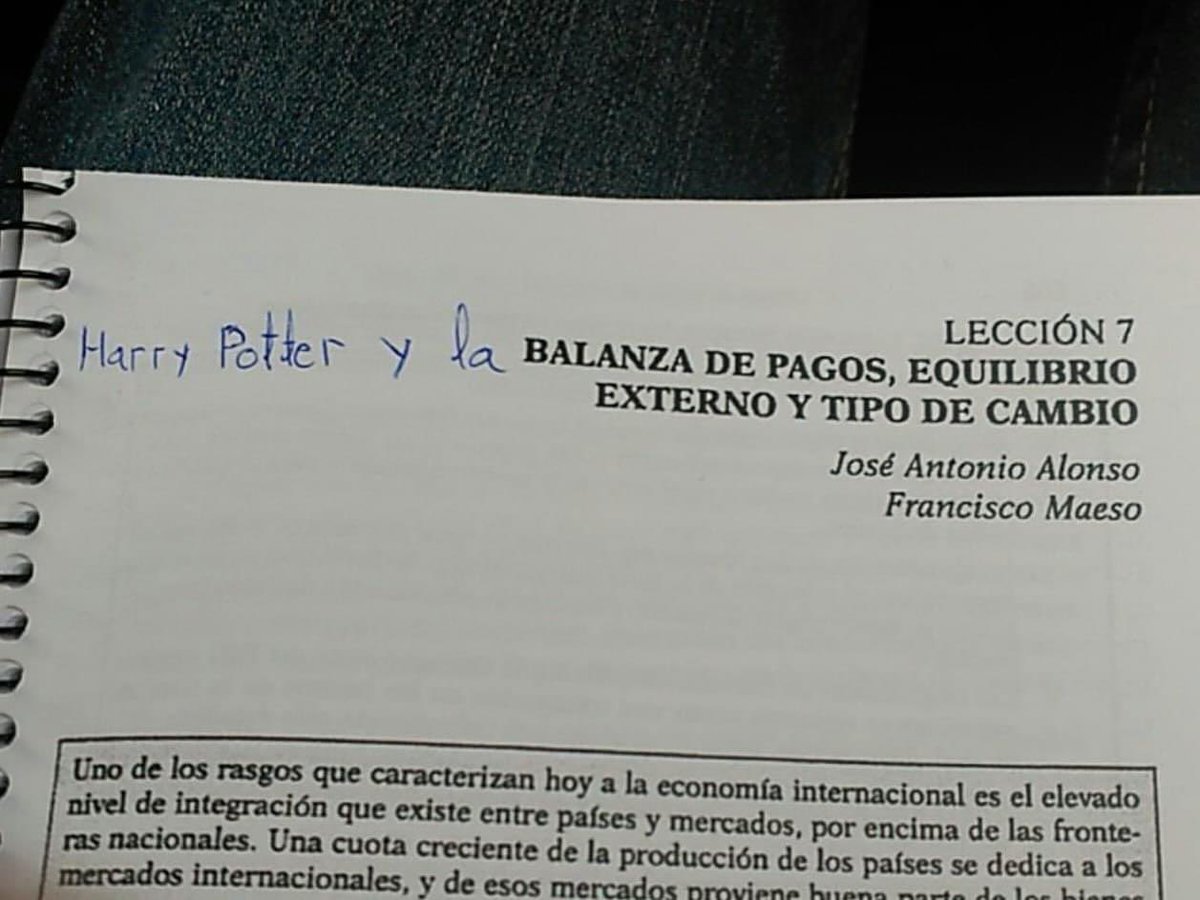 LECCIÓN 7
Harry Potter y la BALANZA DE PAGOS, EQUILIBRIO
EXTERNO Y TIPO DE CAMBIO
José Antonio Alonso
Francisco Maeso
Uno de los rasgos que caracterizan hoy a la economía internacional es el elevado
nivel de integración que existe entre países y mercados, por encima de las fronte-
ras nacionales. Una cuota creciente de la producción de los países se dedica a los
mercados internacionales, y de esos mercados proviene buena parte de los bienes